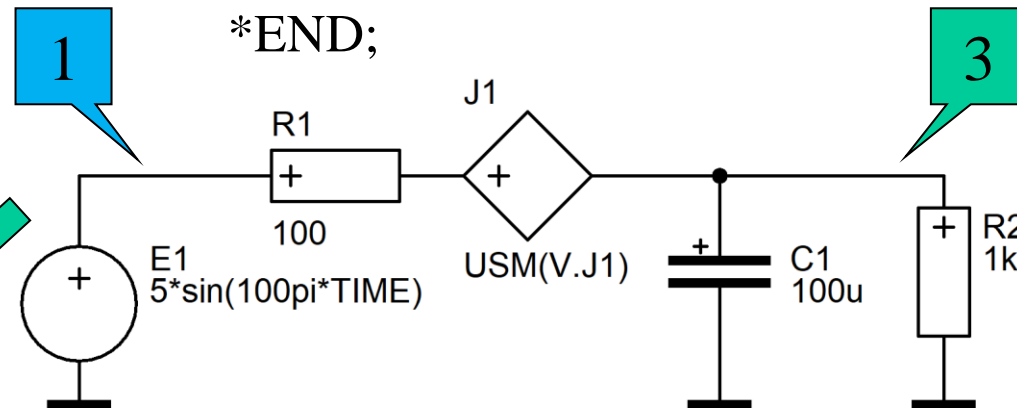 *END;
1
3
J1
R1
100
USM(V.J1)
E1
5*sin(100pi*TIME)
C1
100u
R2
1k